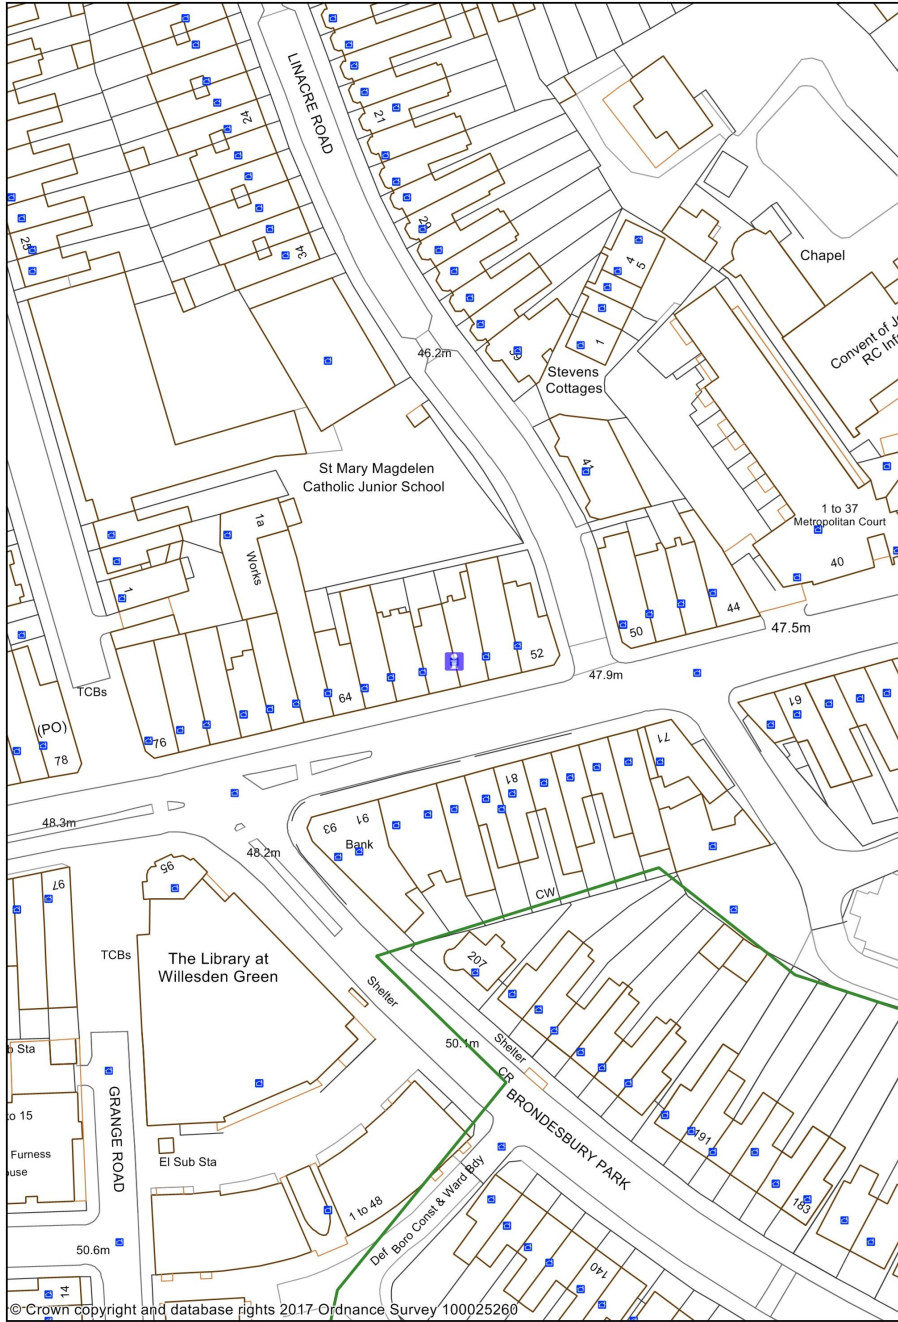 LINACRE ROAD
24
21
29
25
34
4
5
Chapel
Convent of J
RC Inf
46.2m
39
1
Stevens
Cottages
41
St Mary Magdelen
Catholic Junior School
1 to 37
Metropolitan Court
1a
Works
40
1
44
50
47.5m
52
47.9m
TCBs
64
61
(PO)
76
78
71
81
48.3m
93
91
Bank
48.2m
95
97
CW
TCBs
The Library at
Willesden Green
207
Shelter
b Sta
50.1m
Shelter
CR
BRONDESBURY PARK
GRANGE ROAD
to 15
191
Furness
ouse
El Sub Sta
1 to 48
183
Def
Boro Const & Ward Bdy
50.6m
140
14
© Crown copyright and database rights 2017 Ordnance Survey 100025260